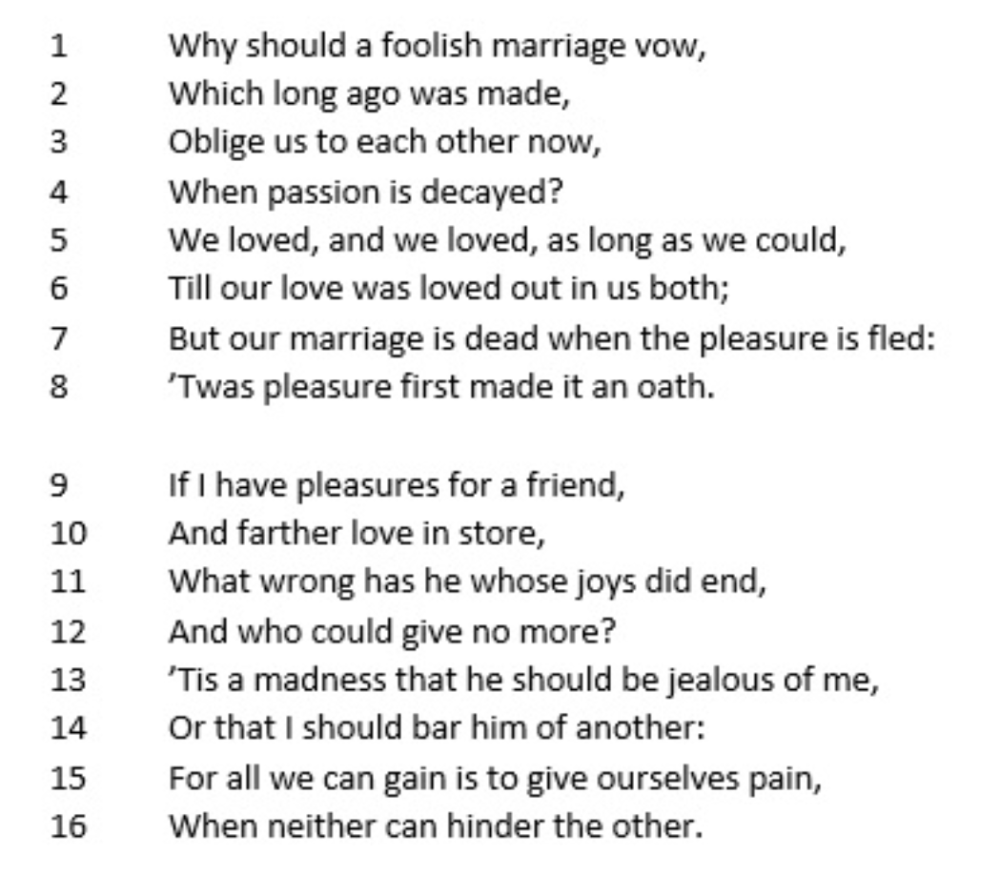 1 Why should a foolish marriage vow,
2 Which long ago was made,
3 Oblige us to each other now,
4 When passion is decayed?
5 We loved, and we loved, as long as we could,
6 Till our love was loved out in us both;
7 But our marriage is dead when the pleasure is fled:
8 ’Twas pleasure first made it an oath.
9 If I have pleasures for a friend,
10 And farther love in store,
11 What wrong has he whose joys did end,
12 And who could give no more?
13 ’Tis a madness that he should be jealous of me,
14 Or that I should bar him of another:
15 For all we can gain is to give ourselves pain,
16 When neither can hinder the other.